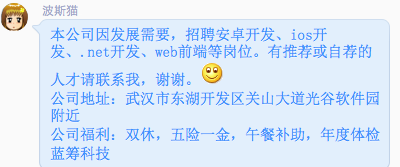 波斯猫
本公司因发展需要，招聘安卓开发、ios开
发、.net开发、web前端等岗位。有推荐或自荐的
人才请联系我，谢谢。
公司地址：武汉市东湖开发区关山大道光谷软件园
附近
公司福利：双休，五险一金，午餐补助，年度体检
蓝筹科技